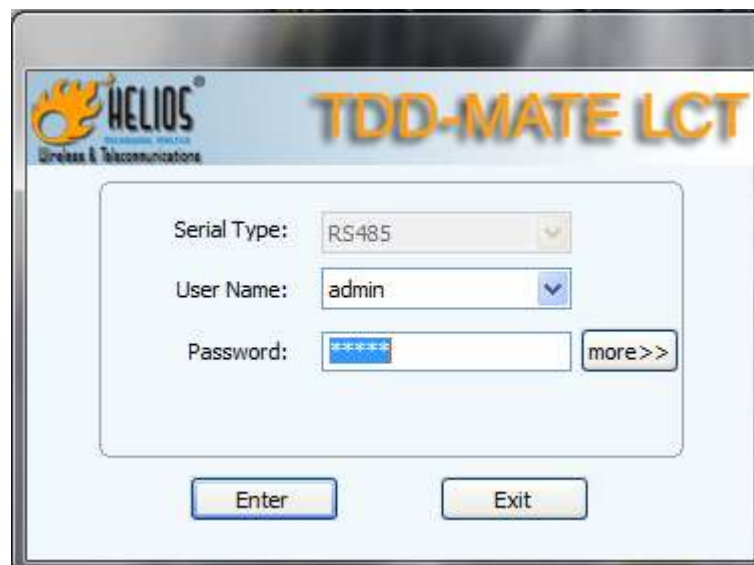 HELIOS®
TDD-MATE LCT
Wireless & Telecommunications
Serial Type: RS485
User Name: admin
Password: ***** more>>
Enter Exit